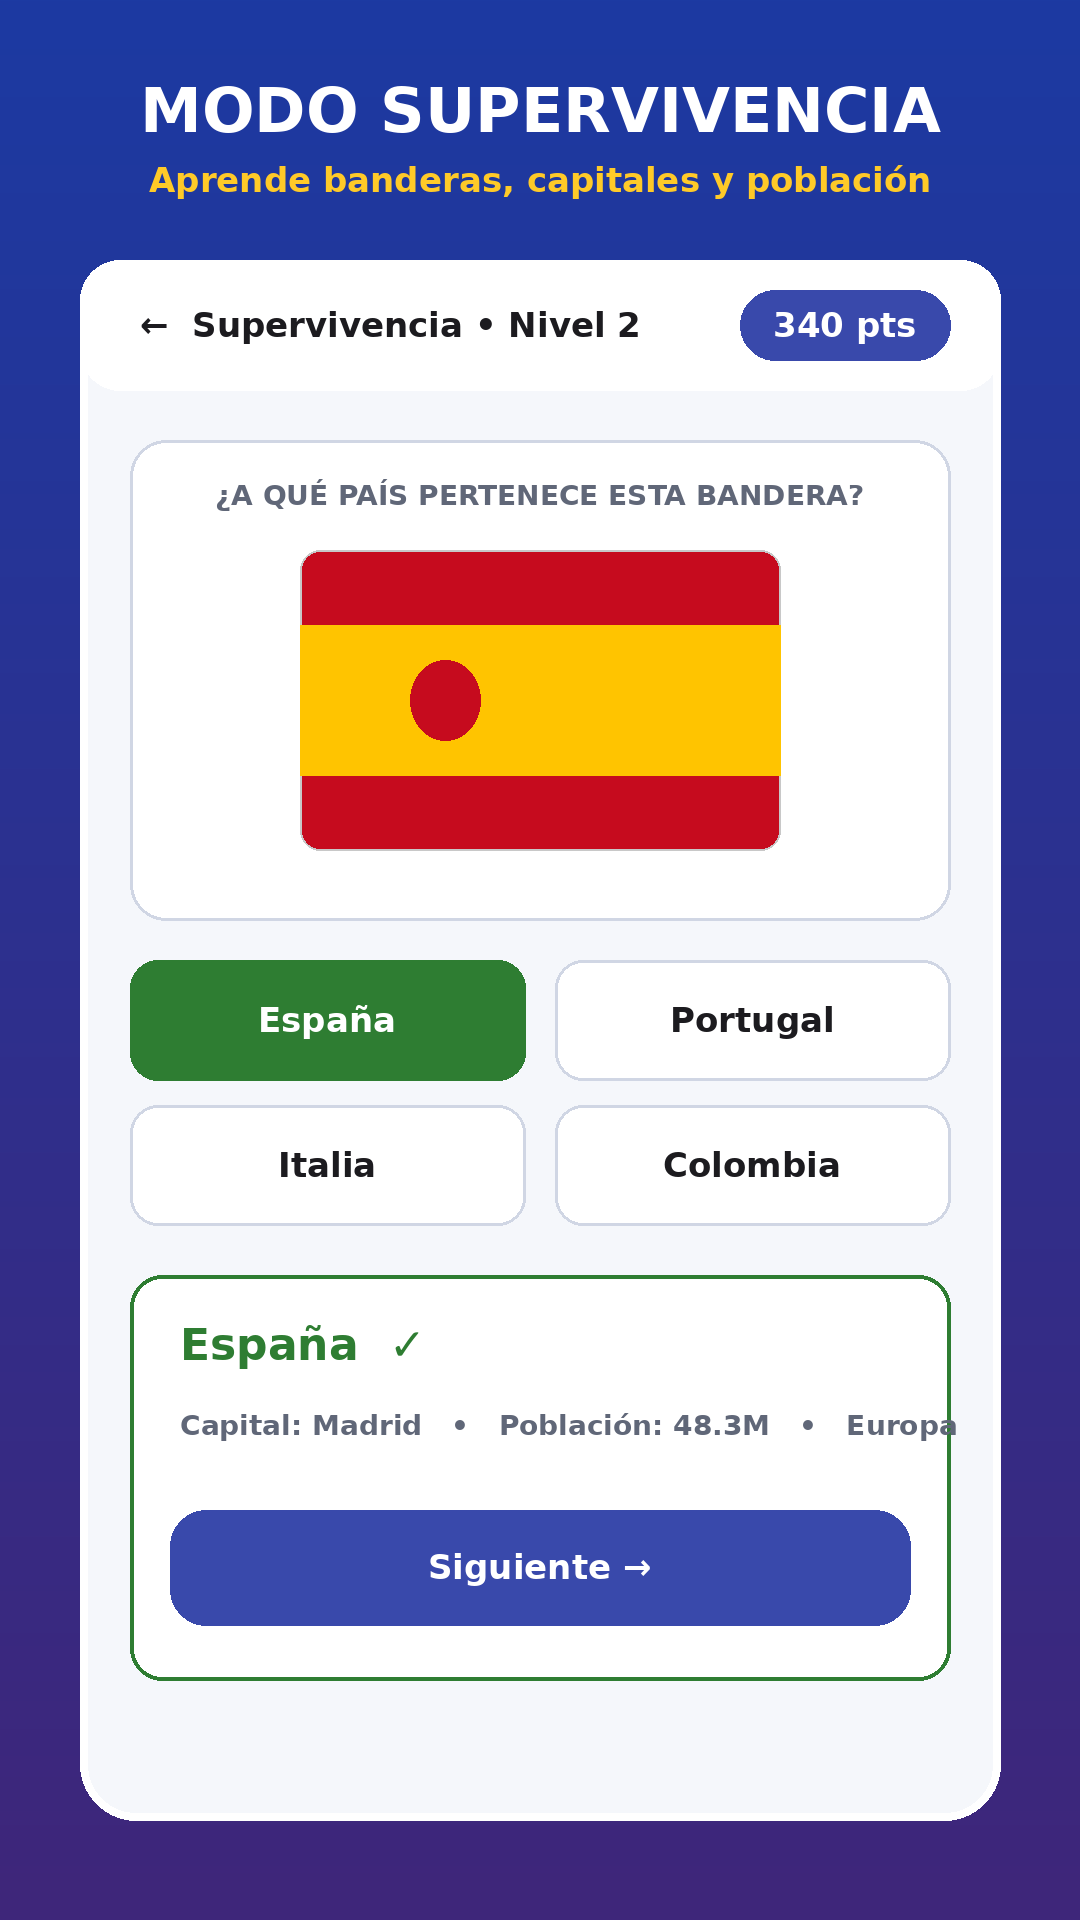 MODO SUPERVIVENCIA
Aprende banderas, capitales y población
← Supervivencia • Nivel 2
340 pts
¿A QUÉ PAÍS PERTENECE ESTA BANDERA?
España
Portugal
Italia
Colombia
España ✓
Capital: Madrid • Población: 48.3M • Europa
Siguiente →